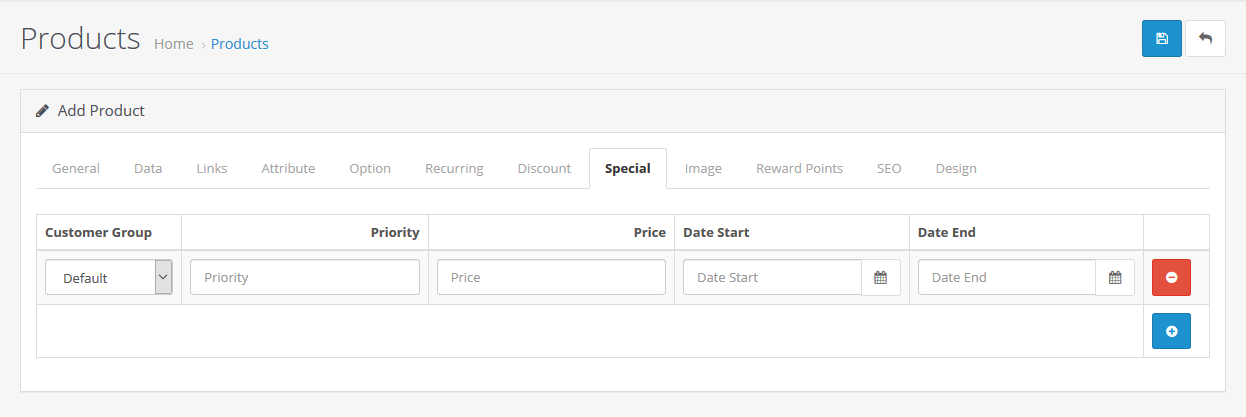 Products Home › Products
Add Product
General Data Links Attribute Option Recurring Discount Special Image Reward Points SEO Design
Customer Group Priority Price Date Start Date End
Default Priority Price Date Start Date End